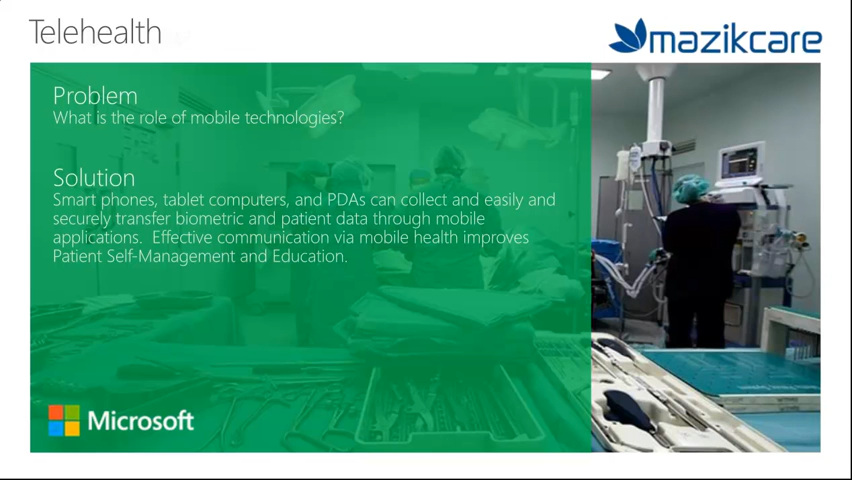 Telehealth
mazikcare
Problem
What is the role of mobile technologies?
Solution
Smart phones, tablet computers, and PDAs can collect and easily and
securely transfer biometric and patient data through mobile
applications.  Effective communication via mobile health improves
Patient Self-Management and Education.
Microsoft